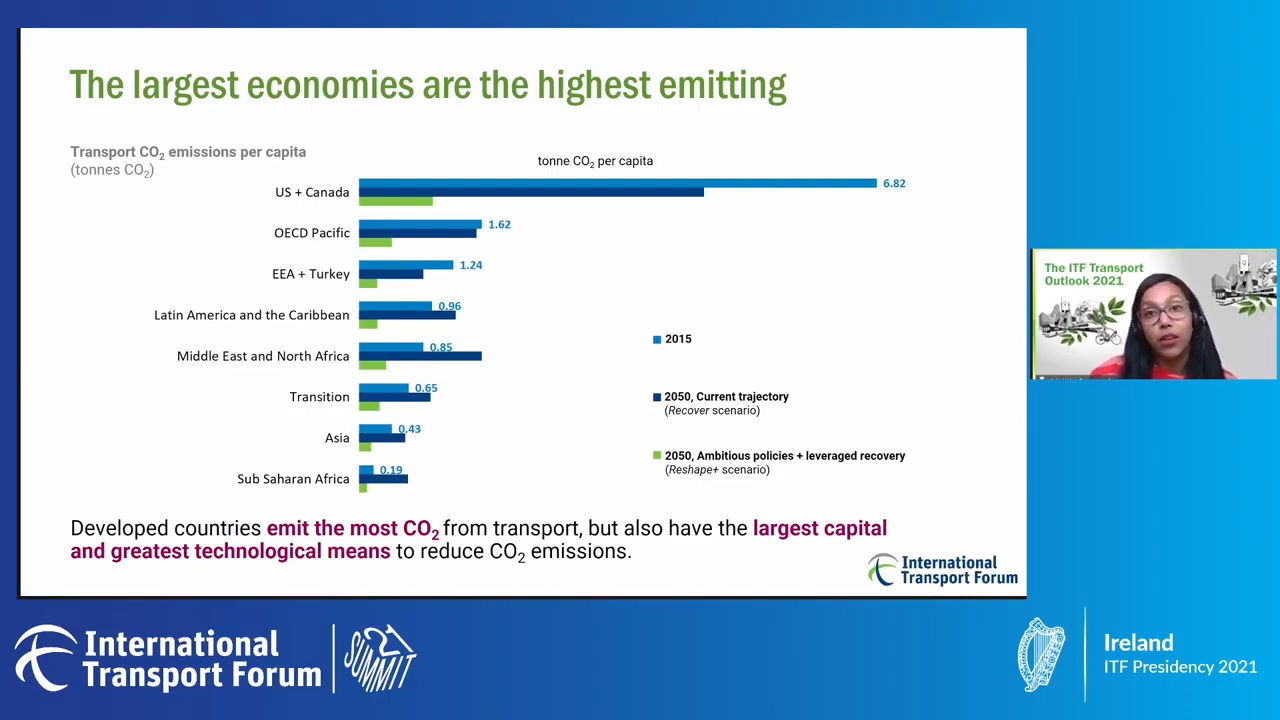 The largest economies are the highest emitting
Transport CO₂ emissions per capita
(tonnes CO₂)
tonne CO₂ per capita
US + Canada
6.82
OECD Pacific
1.62
EEA + Turkey
1.24
Latin America and the Caribbean
0.96
Middle East and North Africa
0.85
Transition
0.65
Asia
0.43
Sub Saharan Africa
0.19
2015
2050, Current trajectory
(Recover scenario)
2050, Ambitious policies + leveraged recovery
(Reshape+ scenario)
Developed countries emit the most CO₂ from transport, but also have the largest capital
and greatest technological means to reduce CO₂ emissions.
International
Transport Forum
The ITF Transport
Outlook 2021
International
Transport Forum
SUMMIT
Ireland
ITF Presidency 2021